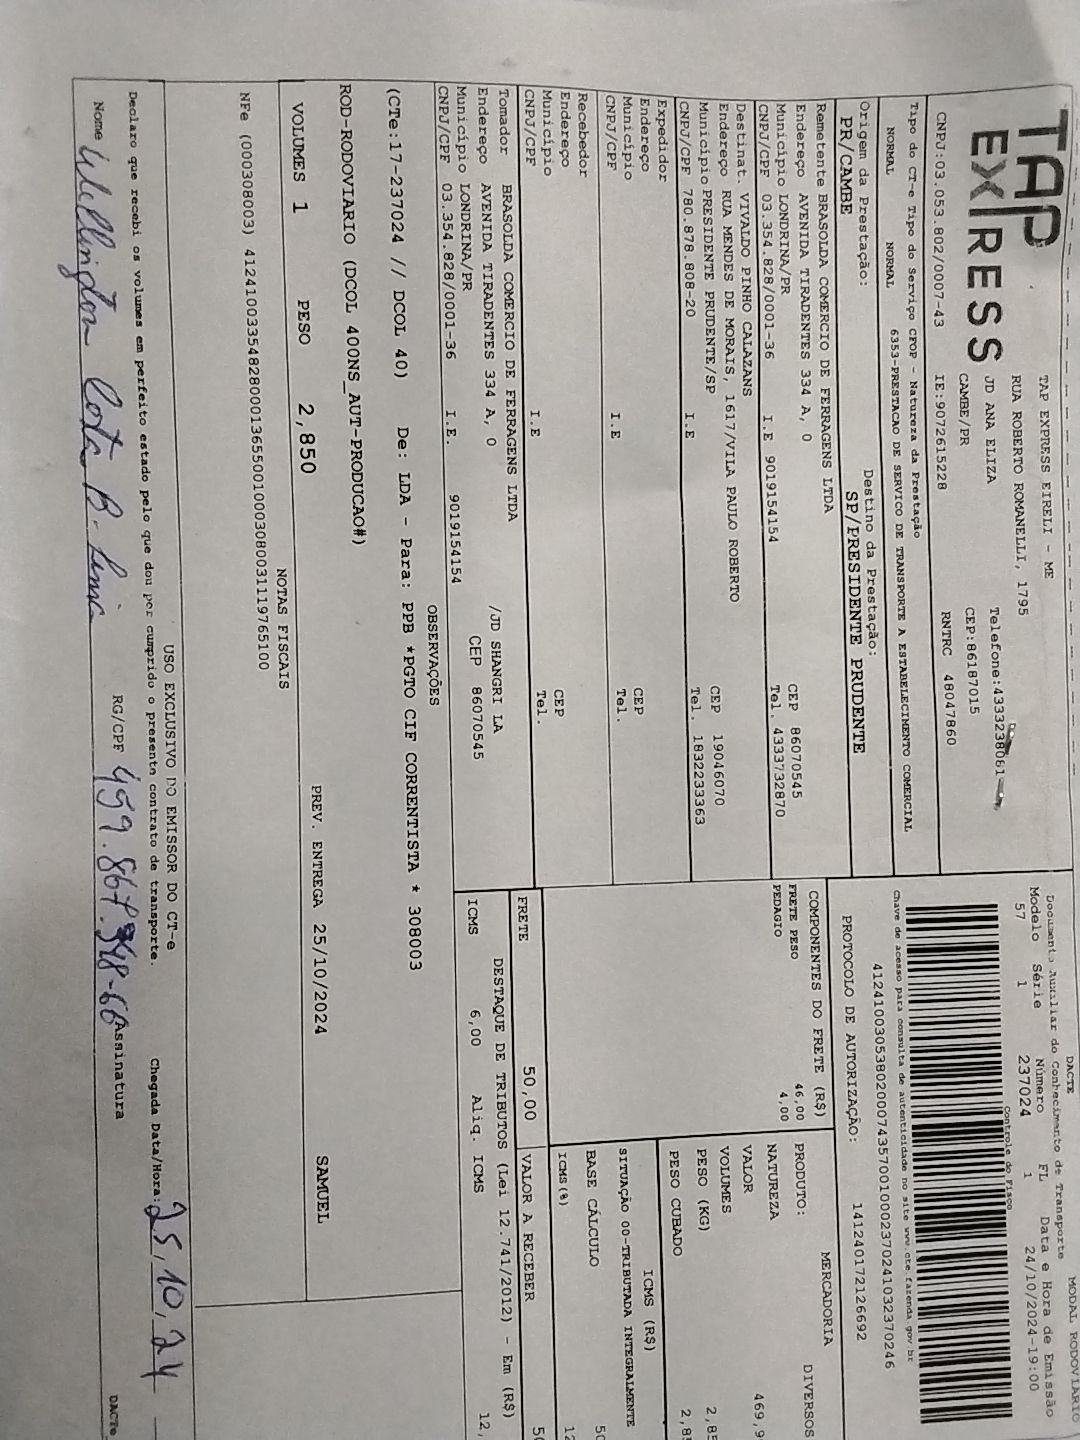 TAP
EXPRESS
TAP EXPRESS EIRELI - ME
RUA ROBERTO ROMANELLI, 1795
JD ANA ELIZA
CAMBE/PR
Telefone:4333238061
CEP:86187015
CNPJ:03.053.802/0007-43 IE:9072615228 RNTRC 48047860
Tipo do CT-e Tipo do Serviço CFOP - Natureza da Prestação
NORMAL NORMAL 6353-PRESTACAO DE SERVICO DE TRANSPORTE A ESTABELECIMENTO COMERCIAL
Origem da Prestação: Destino da Prestação:
PR/CAMBE SP/PRESIDENTE PRUDENTE
Remetente BRASOLDA COMERCIO DE FERRAGENS LTDA
Endereço AVENIDA TIRADENTES 334 A, 0
Município LONDRINA/PR CEP 86070545
CNPJ/CPF 03.354.828/0001-36 I.E 9019154154 Tel. 4333732870
Destinat. VIVALDO PINHO CALAZANS
Endereço RUA MENDES DE MORAIS, 1617/VILA PAULO ROBERTO
Município PRESIDENTE PRUDENTE/SP CEP 19046070
CNPJ/CPF 780.878.808-20 I.E Tel. 1832233363
Expedidor
Endereço
Município CEP
CNPJ/CPF I.E Tel.
Recebedor
Endereço
Município CEP
CNPJ/CPF I.E Tel.
Tomador BRASOLDA COMERCIO DE FERRAGENS LTDA
Endereço AVENIDA TIRADENTES 334 A, 0 /JD SHANGRI LA
Município LONDRINA/PR CEP 86070545
CNPJ/CPF 03.354.828/0001-36 I.E. 9019154154
OBSERVAÇÕES
(CTe:17-237024 // DCOL 40) De: LDA - Para: PPB *PGTO CIF CORRENTISTA * 308003
ROD-RODOVIARIO (DCOL 400NS_AUT-PRODUCAO#)
VOLUMES 1 PESO 2,850 PREV. ENTREGA 25/10/2024 SAMUEL
NOTAS FISCAIS
NFe (000308003) 41241003354828000136550010003080031119765100
USO EXCLUSIVO DO EMISSOR DO CT-e
Declaro que recebi os volumes em perfeito estado pelo que dou por cumprido o presente contrato de transporte. Chegada Data/Hora: 25,10,24
Nome Wellington Costa B. Lima RG/CPF 459.867.348-66 Assinatura
DACTE
DACTE MODAL RODOVIARIO
Documento Auxiliar do Conhecimento de Transporte
Modelo Série Número FL Data e Hora de Emissão
57 1 237024 1 24/10/2024-19:00
Controle do Fisco
Chave de acesso para consulta de autenticidade no site www.cte.fazenda.gov.br
41241003053802000743570010002370241032370246
PROTOCOLO DE AUTORIZAÇÃO: 141240172126692
COMPONENTES DO FRETE (R$)
FRETE PESO 46,00
PEDAGIO 4,00
MERCADORIA
PRODUTO: DIVERSOS
NATUREZA
VALOR 469,9
VOLUMES
PESO (KG) 2,85
PESO CUBADO 2,85
ICMS (R$)
SITUAÇÃO 00-TRIBUTADA INTEGRALMENTE
BASE CÁLCULO 50
ICMS(%) 12
FRETE 50,00 VALOR A RECEBER 50
DESTAQUE DE TRIBUTOS (Lei 12.741/2012) - Em (R$)
ICMS 6,00 Aliq. ICMS 12,